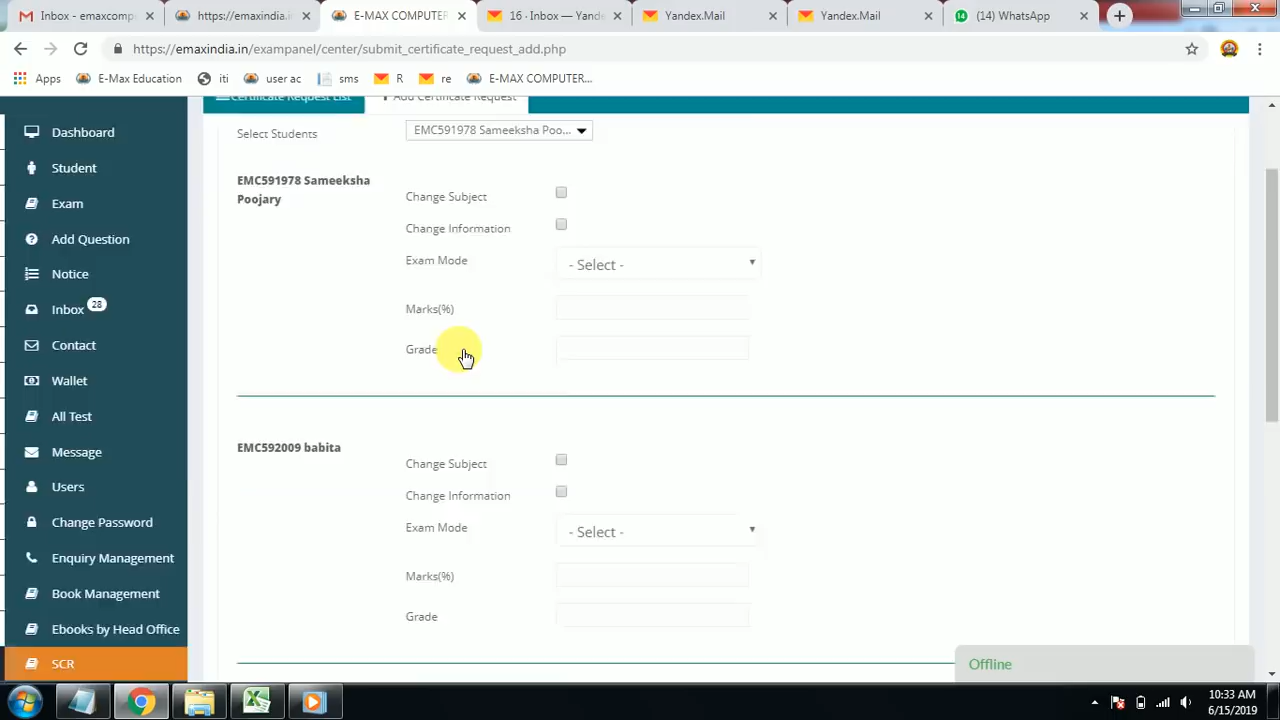 Inbox - emaxcomp
https://emaxindia.in
E-MAX COMPUTER
16 · Inbox — Yande
Yandex.Mail
Yandex.Mail
(14) WhatsApp
https://emaxindia.in/exampanel/center/submit_certificate_request_add.php
Apps
E-Max Education
iti
user ac
sms
R
re
E-MAX COMPUTER...
Certificate Request List
Add Certificate Request
Dashboard
Student
Exam
Add Question
Notice
Inbox 28
Contact
Wallet
All Test
Message
Users
Change Password
Enquiry Management
Book Management
Ebooks by Head Office
SCR
Select Students
EMC591978 Sameeksha Poo...
EMC591978 Sameeksha
Poojary
Change Subject
Change Information
Exam Mode
- Select -
Marks(%)
Grade
EMC592009 babita
Change Subject
Change Information
Exam Mode
- Select -
Marks(%)
Grade
Offline
10:33 AM
6/15/2019